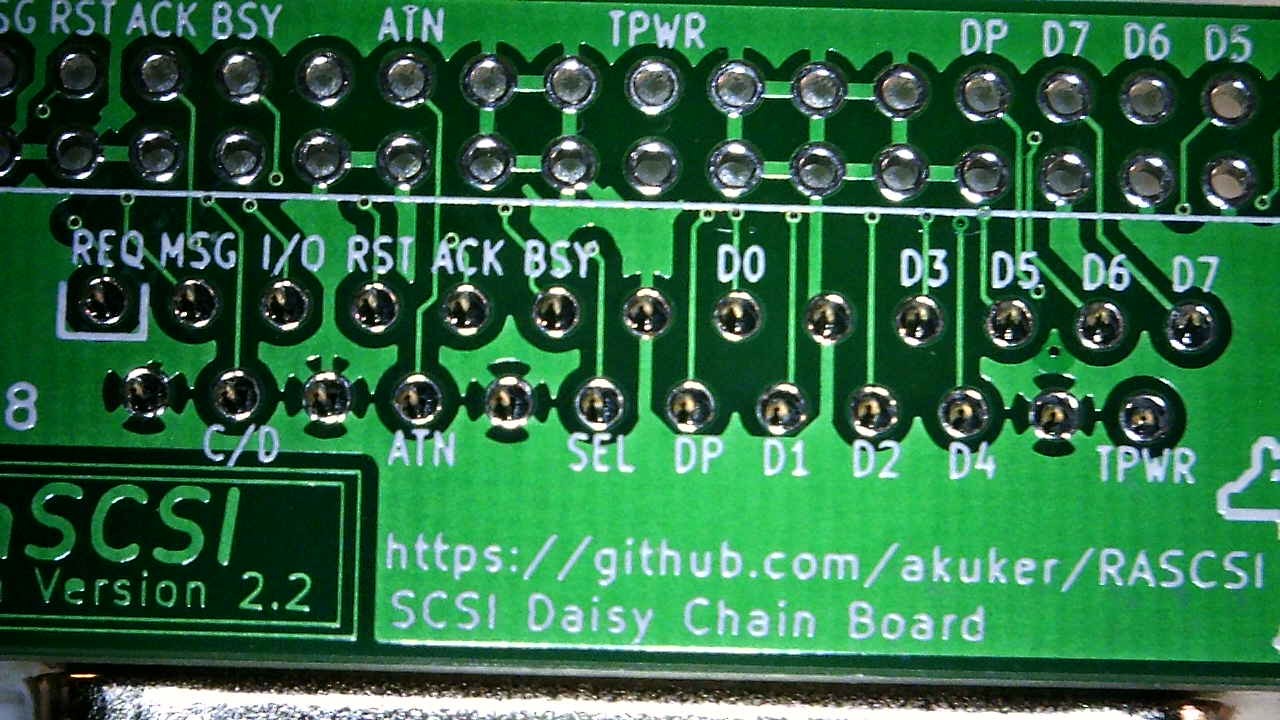 SG RST ACK BSY ATN TPWR DP D7 D6 D5
REQ MSG I/O RST ACK BSY D0 D3 D5 D6 D7
8
C/D ATN SEL DP D1 D2 D4 TPWR
SCSI
Version 2.2
https://github.com/akuker/RASCSI
SCSI Daisy Chain Board